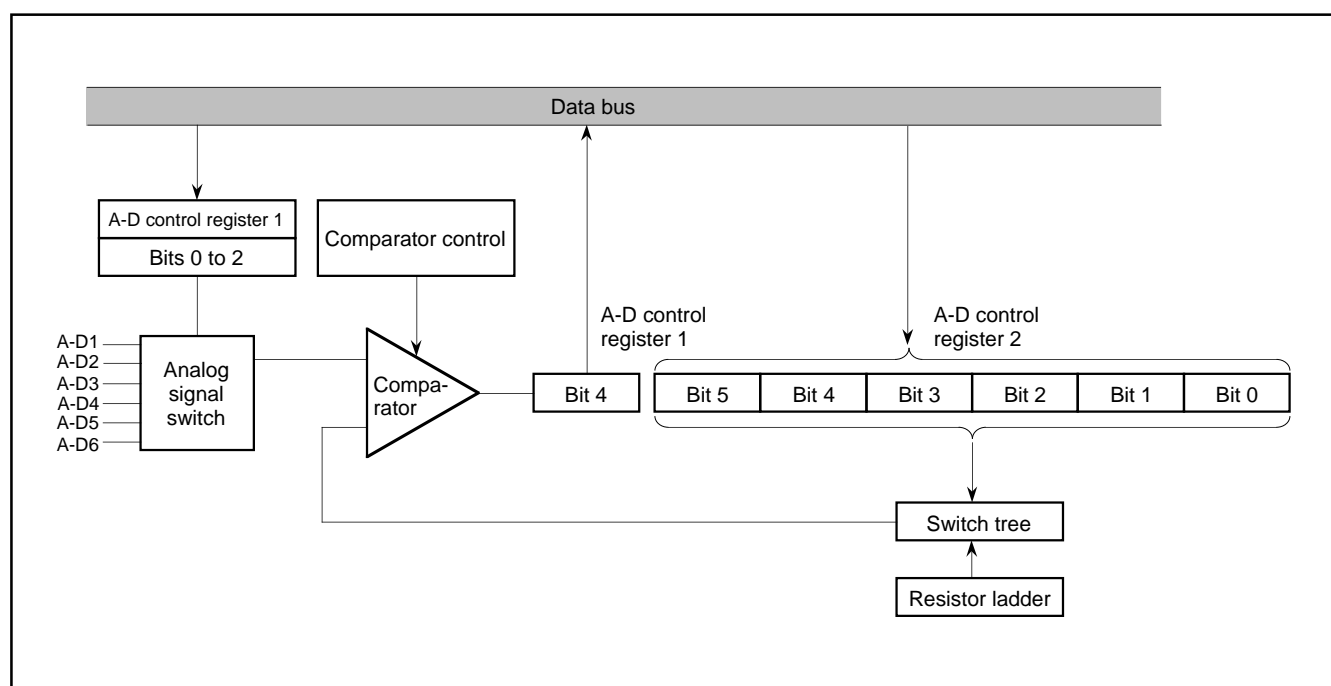 Data bus
A-D control register 1
Bits 0 to 2
Comparator control
A-D control
register 1
A-D control
register 2
A-D1
A-D2
A-D3
A-D4
A-D5
A-D6
Analog
signal
switch
Compa-
rator
Bit 4
Bit 5
Bit 4
Bit 3
Bit 2
Bit 1
Bit 0
Switch tree
Resistor ladder